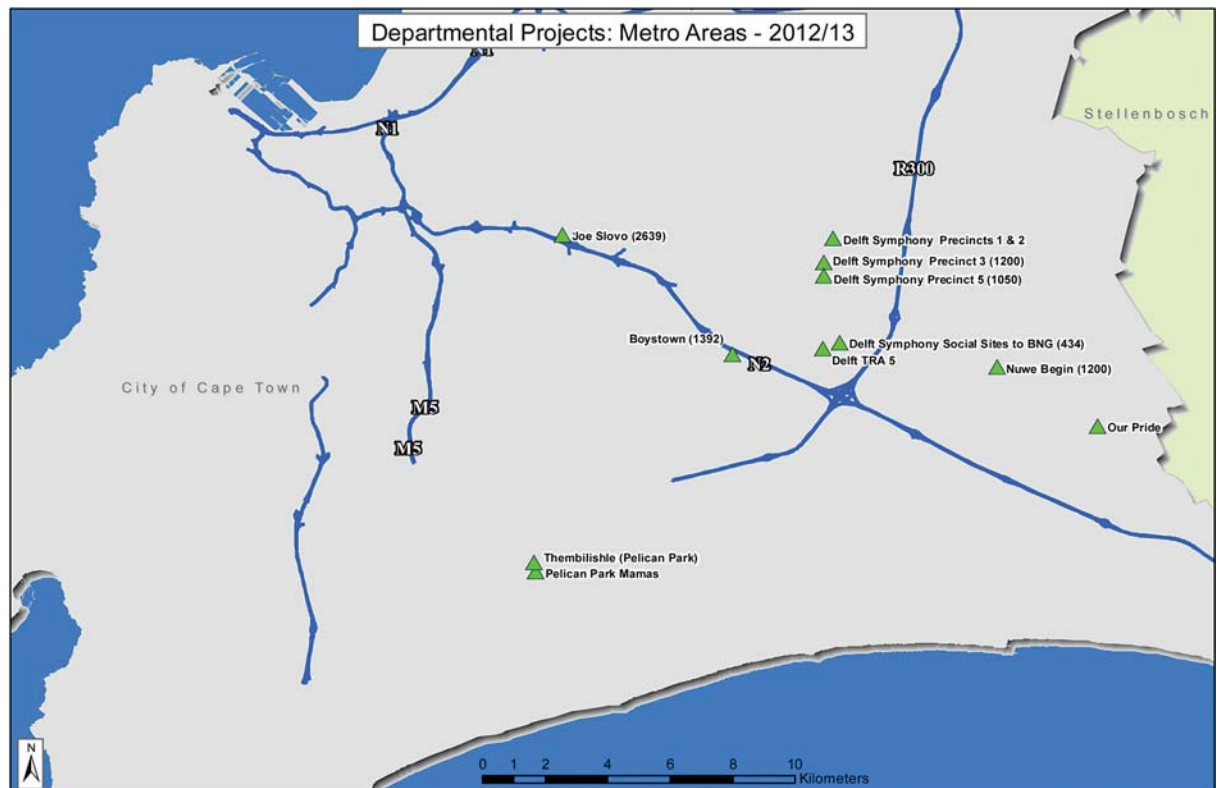 Departmental Projects: Metro Areas - 2012/13
N1
N1
Stellenbosch
R300
Joe Slovo (2639)
Delft Symphony Precincts 1 & 2
Delft Symphony Precinct 3 (1200)
Delft Symphony Precinct 5 (1050)
Boystown (1392)
Delft Symphony Social Sites to BNG (434)
Delft TRA 5
N2
Nuwe Begin (1200)
City of Cape Town
M5
Our Pride
M5
Thembilishle (Pelican Park)
Pelican Park Mamas
N
0 1 2 4 6 8 10
Kilometers